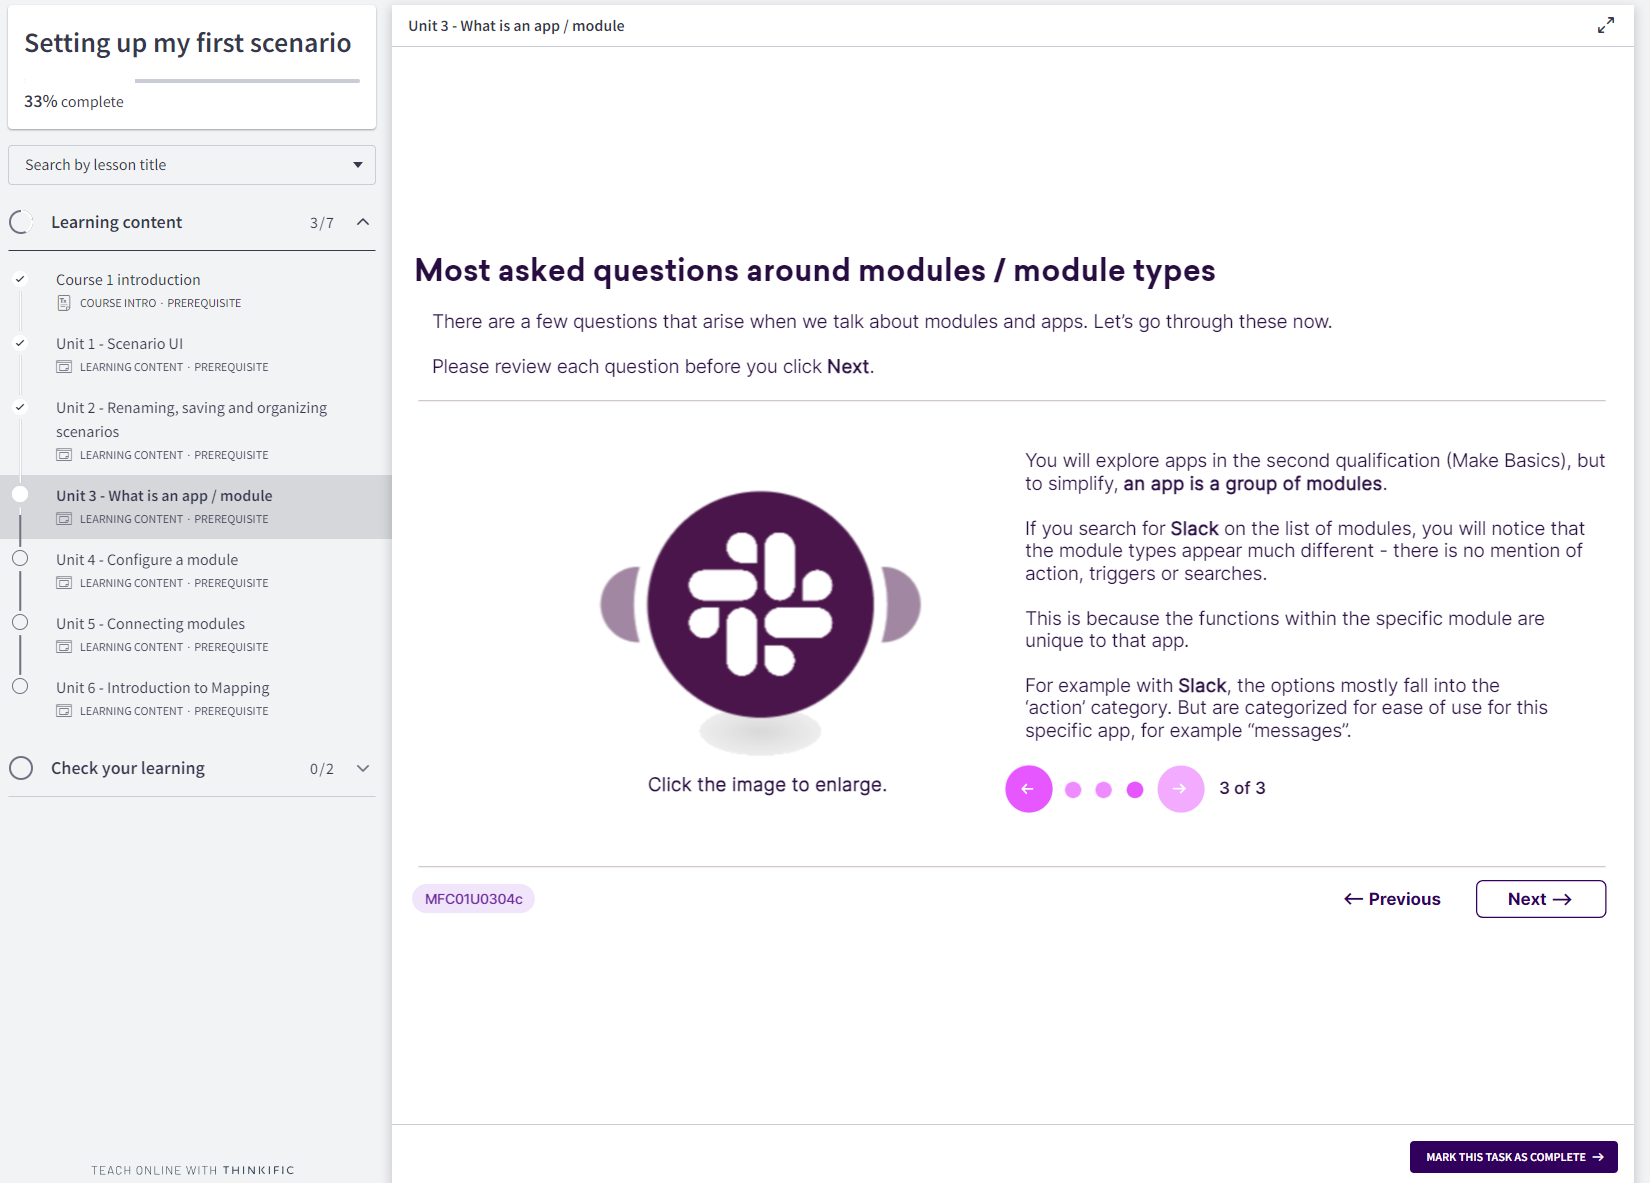 Setting up my first scenario
33% complete
Search by lesson title
Learning content 3/7
Course 1 introduction
COURSE INTRO · PREREQUISITE
Unit 1 - Scenario UI
LEARNING CONTENT · PREREQUISITE
Unit 2 - Renaming, saving and organizing
scenarios
LEARNING CONTENT · PREREQUISITE
Unit 3 - What is an app / module
LEARNING CONTENT · PREREQUISITE
Unit 4 - Configure a module
LEARNING CONTENT · PREREQUISITE
Unit 5 - Connecting modules
LEARNING CONTENT · PREREQUISITE
Unit 6 - Introduction to Mapping
LEARNING CONTENT · PREREQUISITE
Check your learning 0/2
TEACH ONLINE WITH THINKIFIC
Unit 3 - What is an app / module
Most asked questions around modules / module types
There are a few questions that arise when we talk about modules and apps. Let’s go through these now.
Please review each question before you click Next.
Click the image to enlarge.
You will explore apps in the second qualification (Make Basics), but
to simplify, an app is a group of modules.
If you search for Slack on the list of modules, you will notice that
the module types appear much different - there is no mention of
action, triggers or searches.
This is because the functions within the specific module are
unique to that app.
For example with Slack, the options mostly fall into the
‘action’ category. But are categorized for ease of use for this
specific app, for example “messages”.
3 of 3
MFC01U0304c
← Previous
Next →
MARK THIS TASK AS COMPLETE →